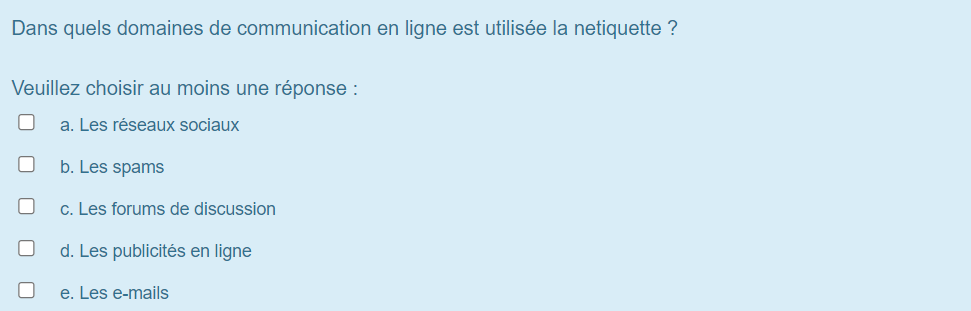 Dans quels domaines de communication en ligne est utilisée la netiquette ?
Veuillez choisir au moins une réponse :
a. Les réseaux sociaux
b. Les spams
c. Les forums de discussion
d. Les publicités en ligne
e. Les e-mails